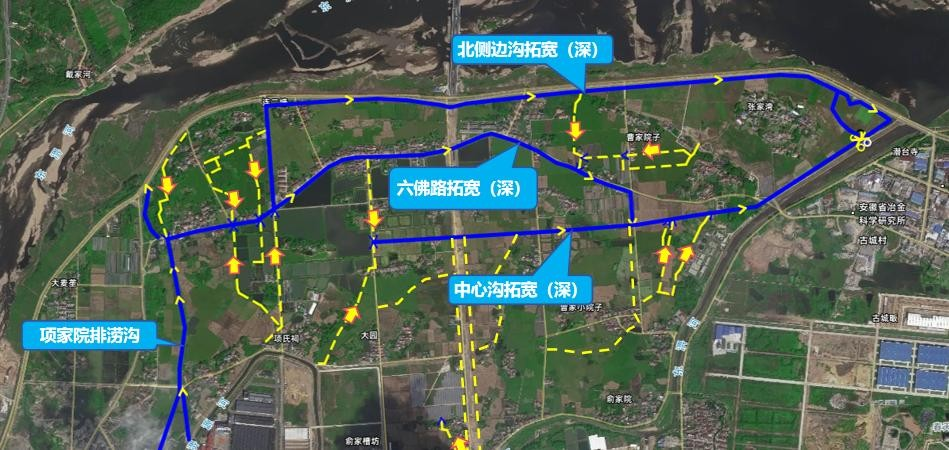 北侧边沟拓宽（深）
戴家河
张家湾
曹家院子
潜台寺
六佛路拓宽（深）
安徽省冶金
科学研究所
古城村
大麦茔
中心沟拓宽（深）
曹家小院子
项家院排涝沟
项氏祠
大园
古城畈
俞家院
俞家槽坊